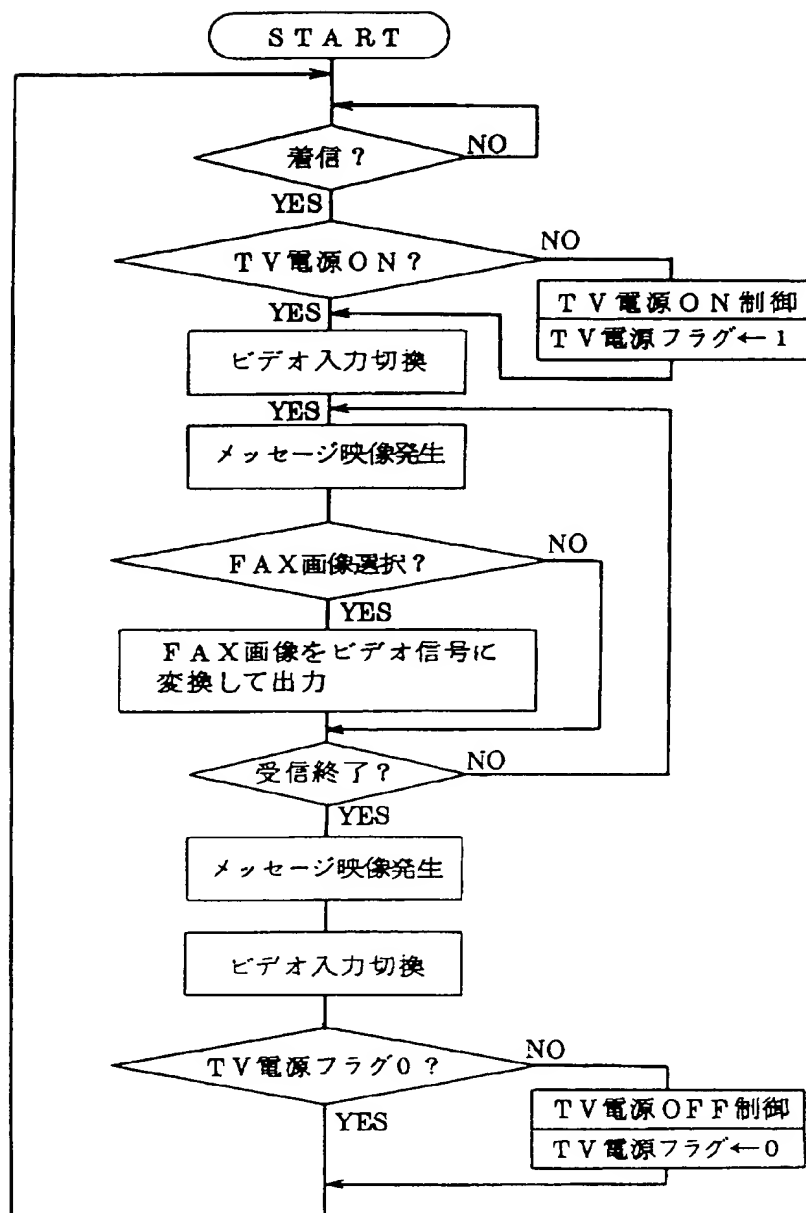 START
着信？
NO
YES
TV電源ON？
NO
TV電源ON制御
TV電源フラグ←1
YES
ビデオ入力切換
YES
メッセージ映像発生
FAX画像選択？
NO
YES
FAX画像をビデオ信号に
変換して出力
受信終了？
NO
YES
メッセージ映像発生
ビデオ入力切換
TV電源フラグ0？
NO
TV電源OFF制御
TV電源フラグ←0
YES